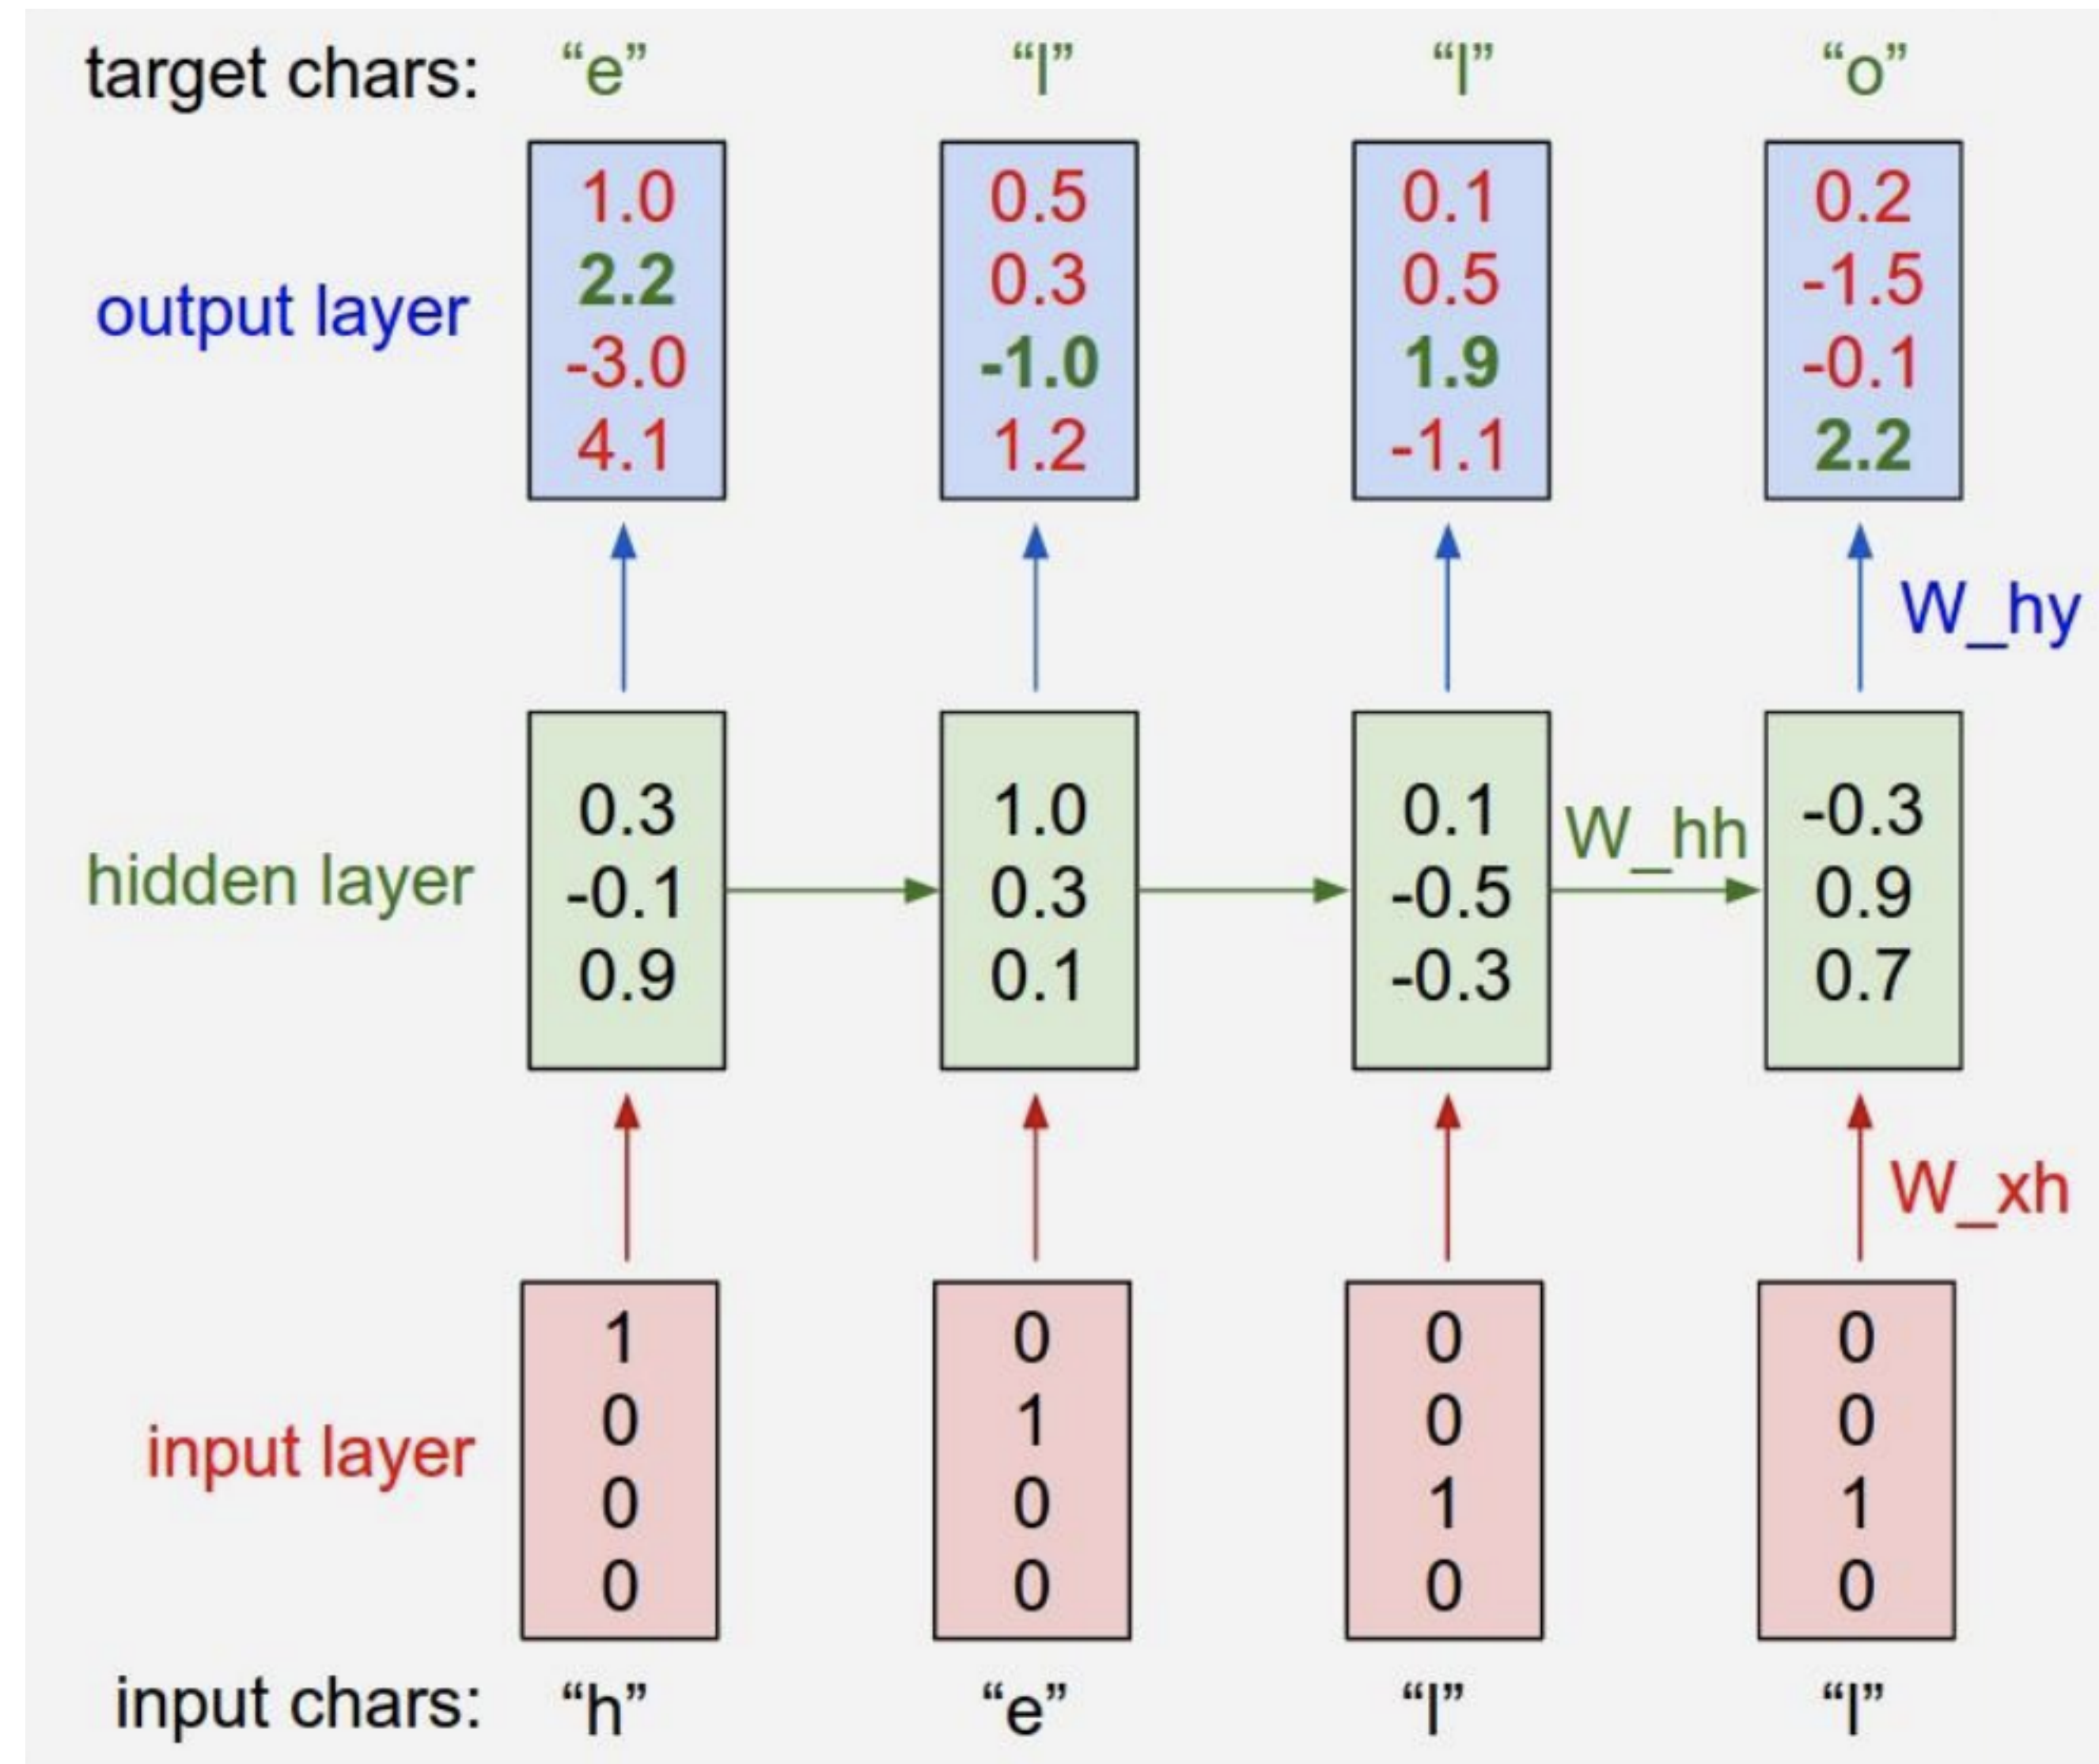 target chars: “e” “l” “l” “o”
1.0 0.5 0.1 0.2
2.2 0.3 0.5 -1.5
output layer
-3.0 -1.0 1.9 -0.1
4.1 1.2 -1.1 2.2
W_hy
0.3 1.0 0.1 W_hh -0.3
hidden layer -0.1 0.3 -0.5 0.9
0.9 0.1 -0.3 0.7
W_xh
1 0 0 0
0 1 0 0
input layer
0 0 1 1
0 0 0 0
input chars: “h” “e” “l” “l”